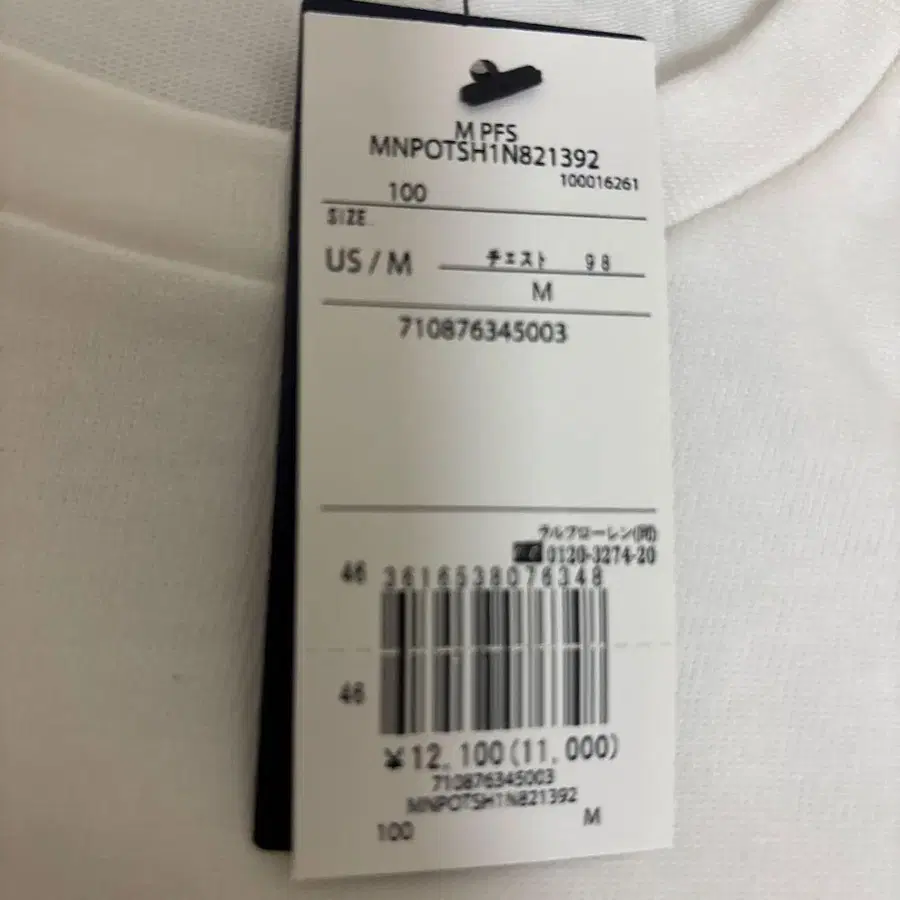 M PFS
MNPOTSH1N821392
100016261
100
SIZE
US / M
チェスト 98
M
710876345003
ラルフローレン(問)
0120-3274-20
46
3616538076348
46
¥12,100(11,000)
710876345003
MNPOTSH1N821392
100 M